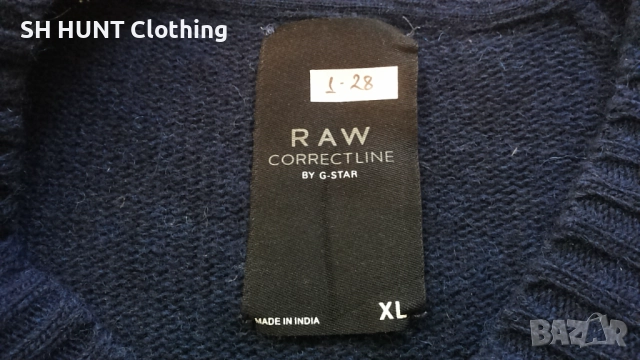 SH HUNT Clothing
1-28
RAW
CORRECTLINE
BY G-STAR
XL
MADE IN INDIA
BAZAR